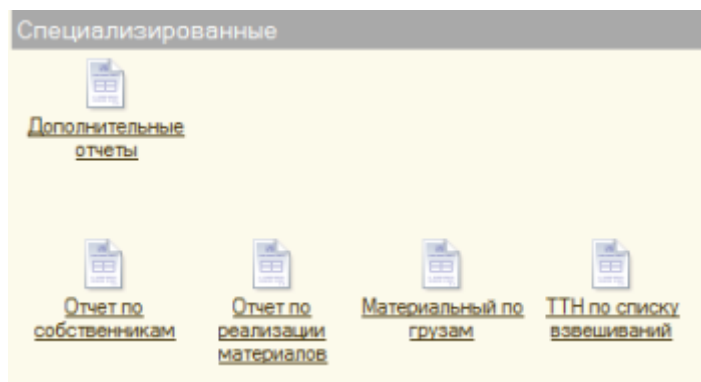 Специализированные
Дополнительные
отчеты
Отчет по
собственникам
Отчет по
реализации
материалов
Материальный по
грузам
ТТН по списку
взвешиваний